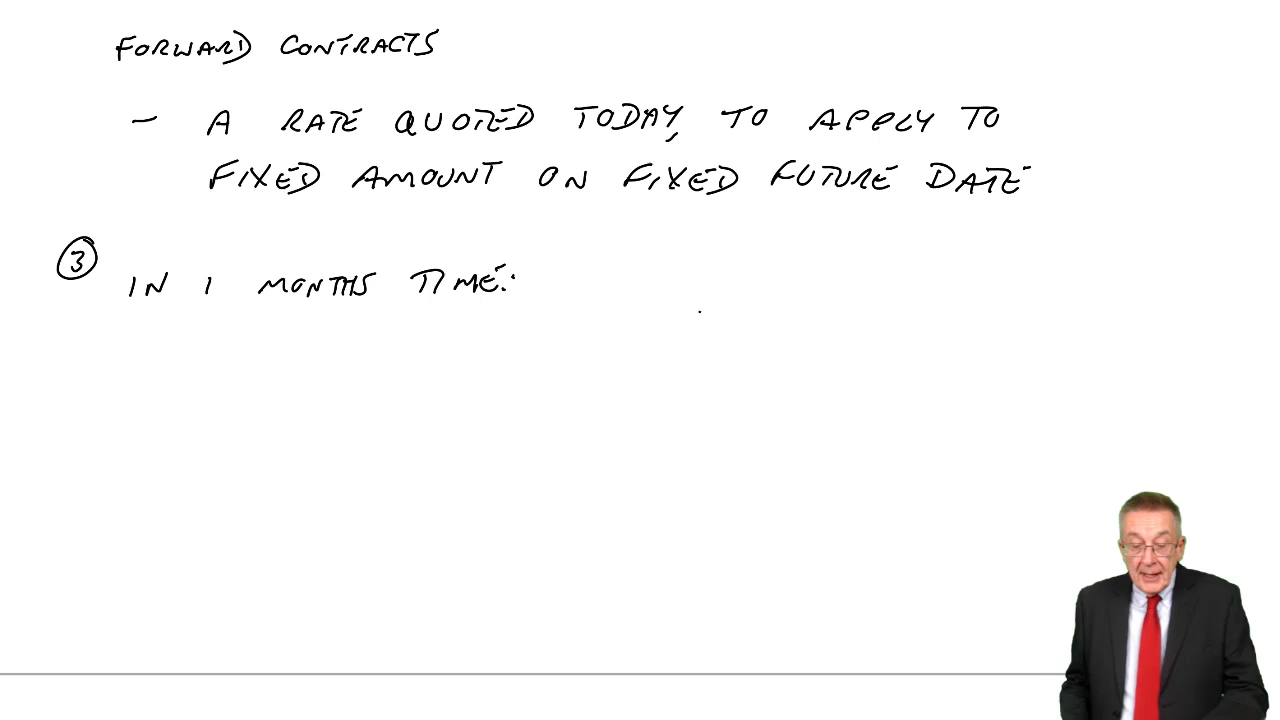 FORWARD CONTRACTS
- A RATE QUOTED TODAY, TO APPLY TO
FIXED AMOUNT ON FIXED FUTURE DATE
3
IN 1 MONTHS TIME: